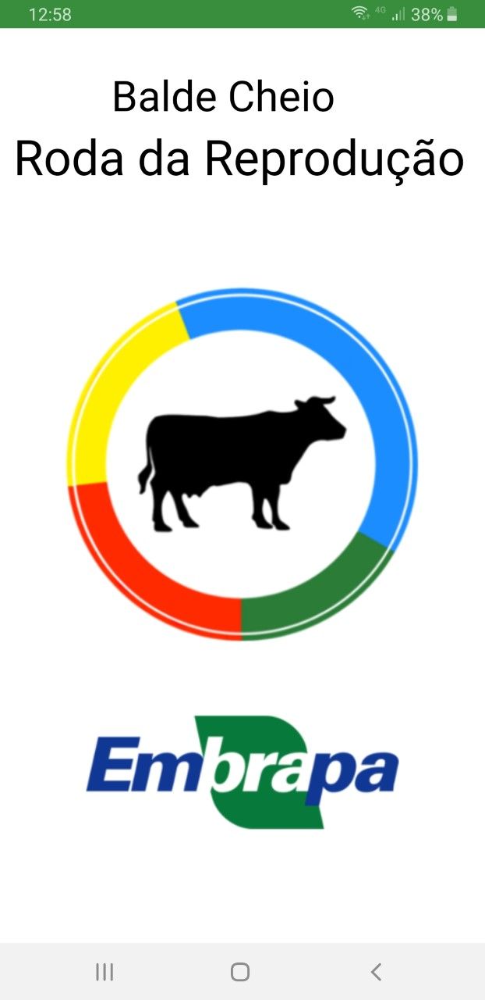 12:58
4G
38%
Balde Cheio
Roda da Reprodução
Embrapa